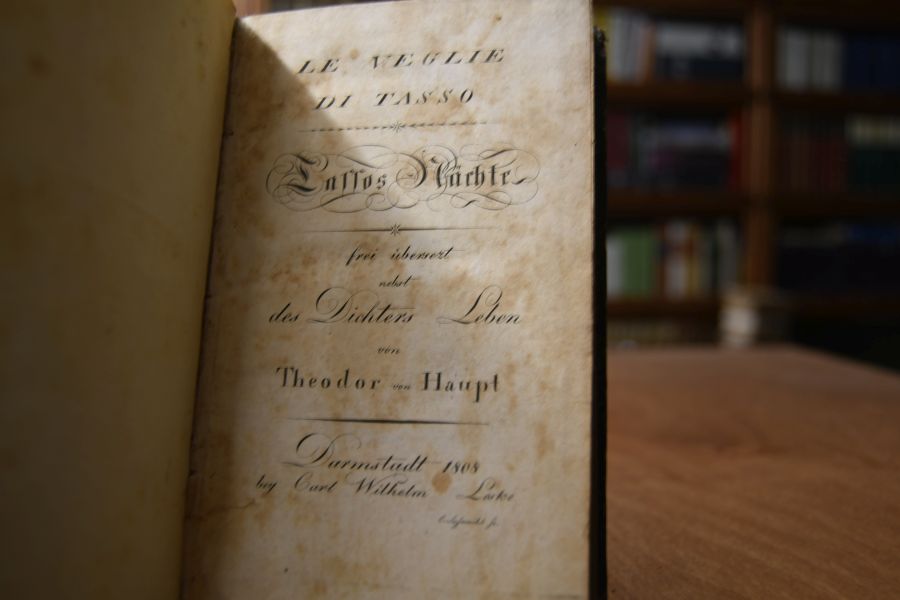 LE VEGLIE
DI TASSO
Tassos Nächte
frei übersezt
nebst
des Dichters Leben
von
Theodor von Haupt
Darmstadt 1808
bey Carl Wilhelm Leske